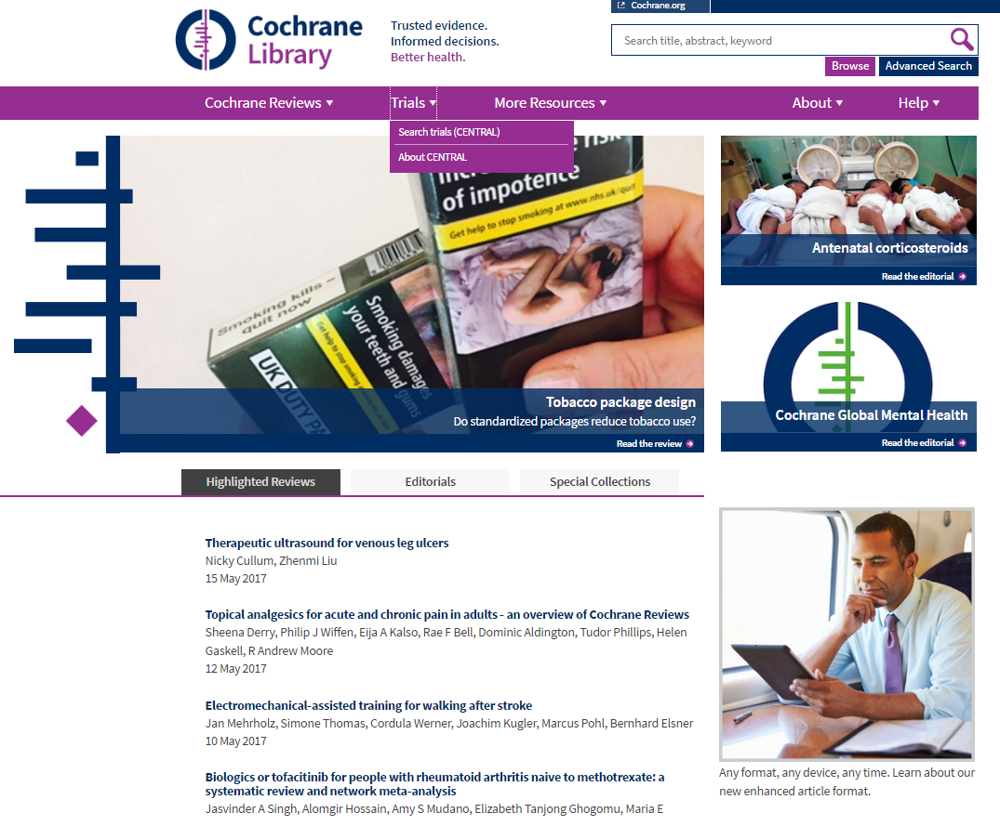 Cochrane.org
Cochrane
Library
Trusted evidence.
Informed decisions.
Better health.
Search title, abstract, keyword
Browse
Advanced Search
Cochrane Reviews
Trials
More Resources
About
Help
Search trials (CENTRAL)
About CENTRAL
of impotence
Get help to stop smoking at www.nhs.uk/quit
Smoking kills –
quit now
Smoking damages
your teeth and gums
UK DUTY
Tobacco package design
Do standardized packages reduce tobacco use?
Read the review
Antenatal corticosteroids
Read the editorial
Cochrane Global Mental Health
Read the editorial
Highlighted Reviews
Editorials
Special Collections
Therapeutic ultrasound for venous leg ulcers
Nicky Cullum, Zhenmi Liu
15 May 2017
Topical analgesics for acute and chronic pain in adults - an overview of Cochrane Reviews
Sheena Derry, Philip J Wiffen, Eija A Kalso, Rae F Bell, Dominic Aldington, Tudor Phillips, Helen
Gaskell, R Andrew Moore
12 May 2017
Electromechanical-assisted training for walking after stroke
Jan Mehrholz, Simone Thomas, Cordula Werner, Joachim Kugler, Marcus Pohl, Bernhard Elsner
10 May 2017
Biologics or tofacitinib for people with rheumatoid arthritis naive to methotrexate: a
systematic review and network meta-analysis
Jasvinder A Singh, Alomgir Hossain, Amy S Mudano, Elizabeth Tanjong Ghogomu, Maria E
Any format, any device, any time. Learn about our
new enhanced article format.